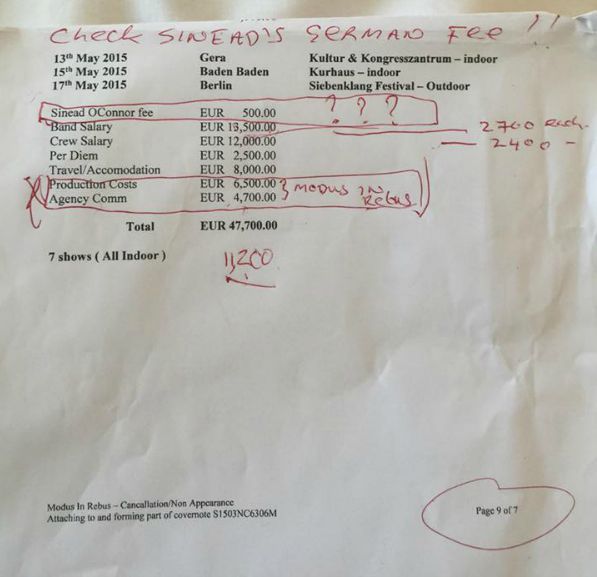 Check SINEAD'S GERMAN Fee !!
13th May 2015 Gera Kultur & Kongresszantrum – indoor
15th May 2015 Baden Baden Kurhaus – indoor
17th May 2015 Berlin Siebenklang Festival – Outdoor
Sinead OConnor fee EUR 500.00 ? ? ?
Band Salary EUR 13,500.00 2700 each.
Crew Salary EUR 12,000.00 2400 –
Per Diem EUR 2,500.00
Travel/Accomodation EUR 8,000.00
Production Costs EUR 6,500.00 } MODUS IN
Agency Comm EUR 4,700.00 Rebus
Total EUR 47,700.00
7 shows ( All Indoor )
11,200
Modus In Rebus – Cancallation/Non Appearance
Attaching to and forming part of covernote S1503NC6306M
Page 9 of 7